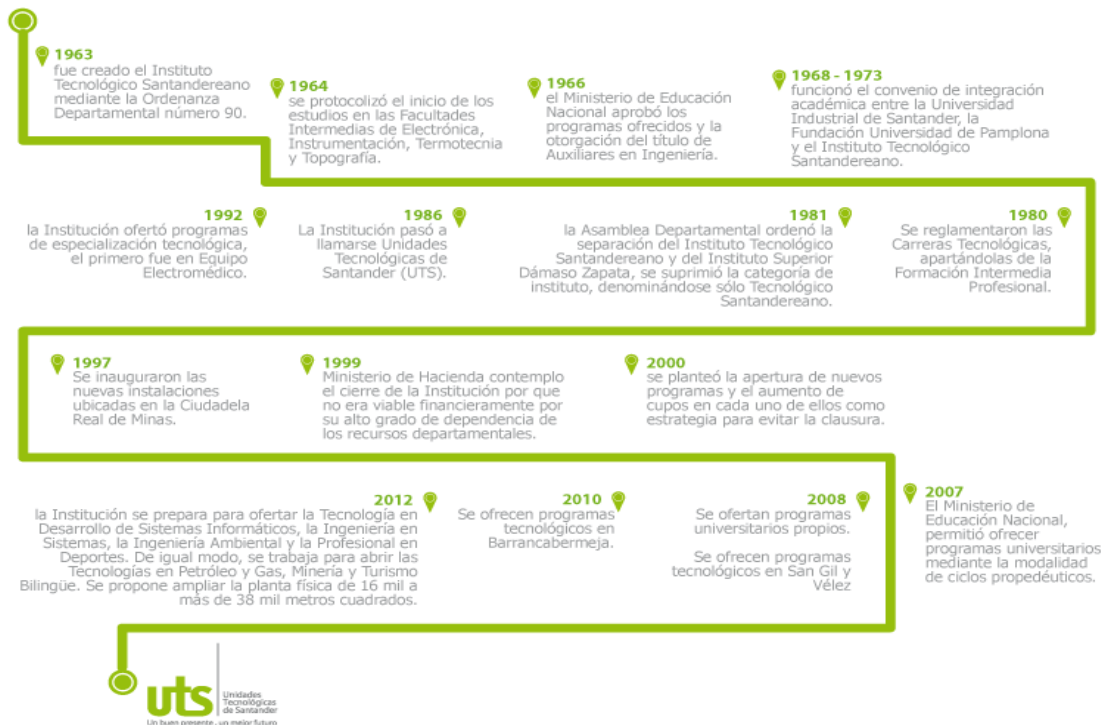 1963
fue creado el Instituto
Tecnológico Santandereano
mediante la Ordenanza
Departamental número 90.
1964
se protocolizó el inicio de los
estudios en las Facultades
Intermedias de Electrónica,
Instrumentación, Termotecnia
y Topografía.
1966
el Ministerio de Educación
Nacional aprobó los
programas ofrecidos y la
otorgación del título de
Auxiliares en Ingeniería.
1968 - 1973
funcionó el convenio de integración
académica entre la Universidad
Industrial de Santander, la
Fundación Universidad de Pamplona
y el Instituto Tecnológico
Santandereano.
1980
Se reglamentaron las
Carreras Tecnológicas,
apartándolas de la
Formación Intermedia
Profesional.
1981
la Asamblea Departamental ordenó la
separación del Instituto Tecnológico
Santandereano y del Instituto Superior
Dámaso Zapata, se suprimió la categoría de
instituto, denominándose sólo Tecnológico
Santandereano.
1986
La Institución pasó a
llamarse Unidades
Tecnológicas de
Santander (UTS).
1992
la Institución ofertó programas
de especialización tecnológica,
el primero fue en Equipo
Electromédico.
1997
Se inauguraron las
nuevas instalaciones
ubicadas en la Ciudadela
Real de Minas.
1999
Ministerio de Hacienda contemplo
el cierre de la Institución por que
no era viable financieramente por
su alto grado de dependencia de
los recursos departamentales.
2000
se planteó la apertura de nuevos
programas y el aumento de
cupos en cada uno de ellos como
estrategia para evitar la clausura.
2007
El Ministerio de
Educación Nacional,
permitió ofrecer
programas universitarios
mediante la modalidad
de ciclos propedéuticos.
2008
Se ofertan programas
universitarios propios.
Se ofrecen programas
tecnológicos en San Gil y
Vélez
2010
Se ofrecen programas
tecnológicos en
Barrancabermeja.
2012
la Institución se prepara para ofertar la Tecnología en
Desarrollo de Sistemas Informáticos, la Ingeniería en
Sistemas, la Ingeniería Ambiental y la Profesional en
Deportes. De igual modo, se trabaja para abrir las
Tecnologías en Petróleo y Gas, Minería y Turismo
Bilingüe. Se propone ampliar la planta física de 16 mil a
más de 38 mil metros cuadrados.
uts
Unidades
Tecnológicas
de Santander
Un buen presente, un mejor futuro